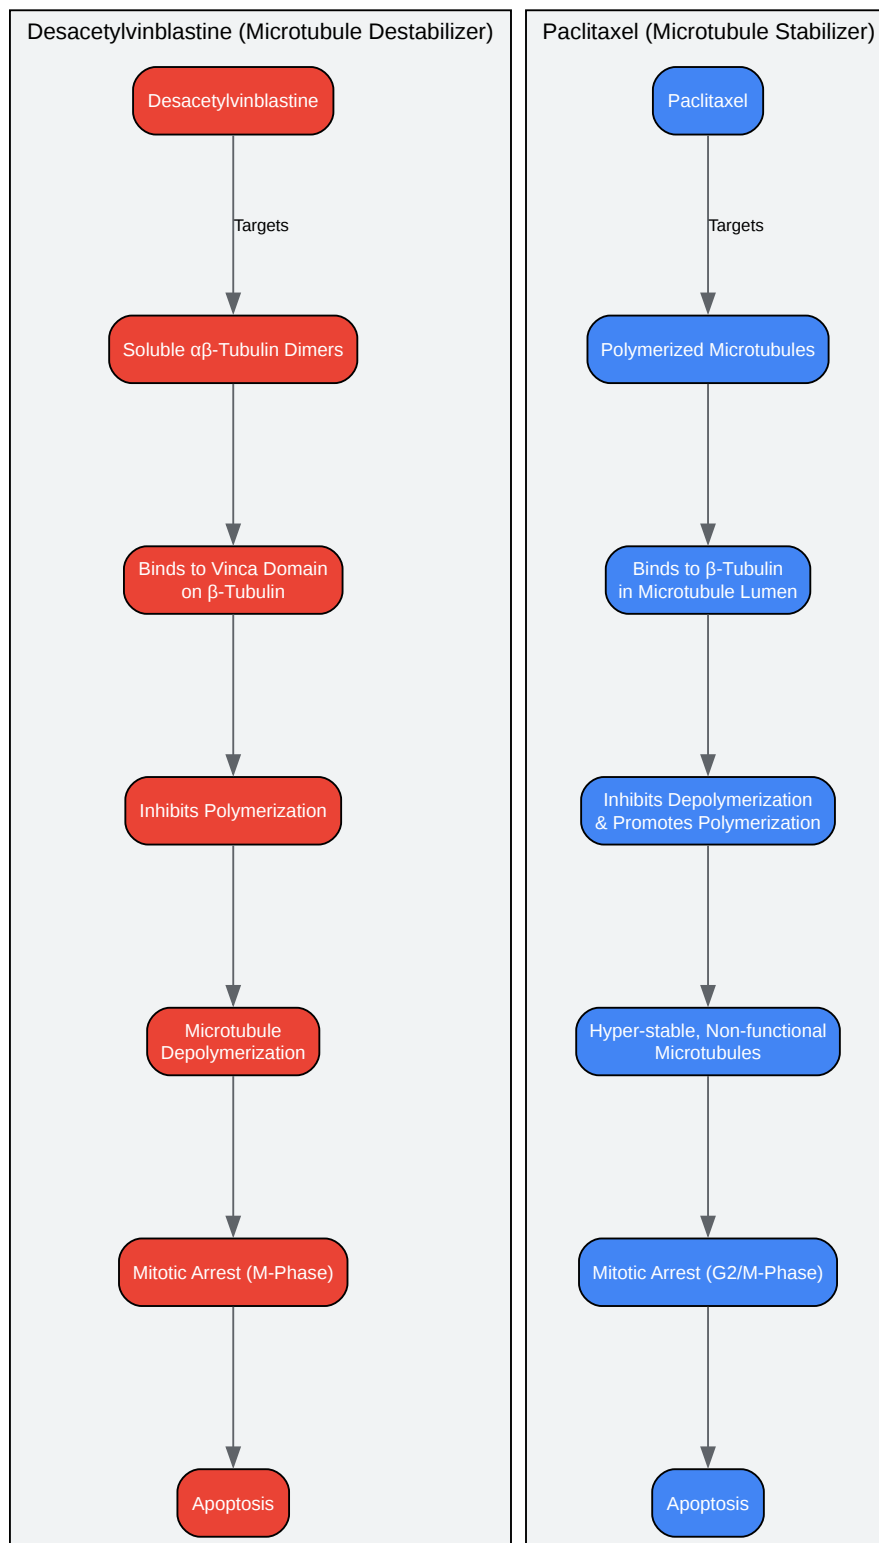 Desacetylvinblastine (Microtubule Destabilizer)
Desacetylvinblastine
Targets
Soluble αβ-Tubulin Dimers
Binds to Vinca Domain
on β-Tubulin
Inhibits Polymerization
Microtubule
Depolymerization
Mitotic Arrest (M-Phase)
Apoptosis
Paclitaxel (Microtubule Stabilizer)
Paclitaxel
Targets
Polymerized Microtubules
Binds to β-Tubulin
in Microtubule Lumen
Inhibits Depolymerization
& Promotes Polymerization
Hyper-stable, Non-functional
Microtubules
Mitotic Arrest (G2/M-Phase)
Apoptosis